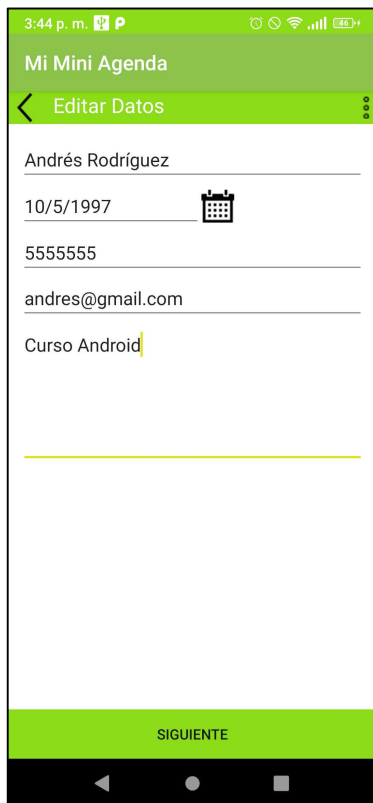 3:44 p. m.
46
Mi Mini Agenda
Editar Datos
Andrés Rodríguez
10/5/1997
5555555
andres@gmail.com
Curso Android
SIGUIENTE